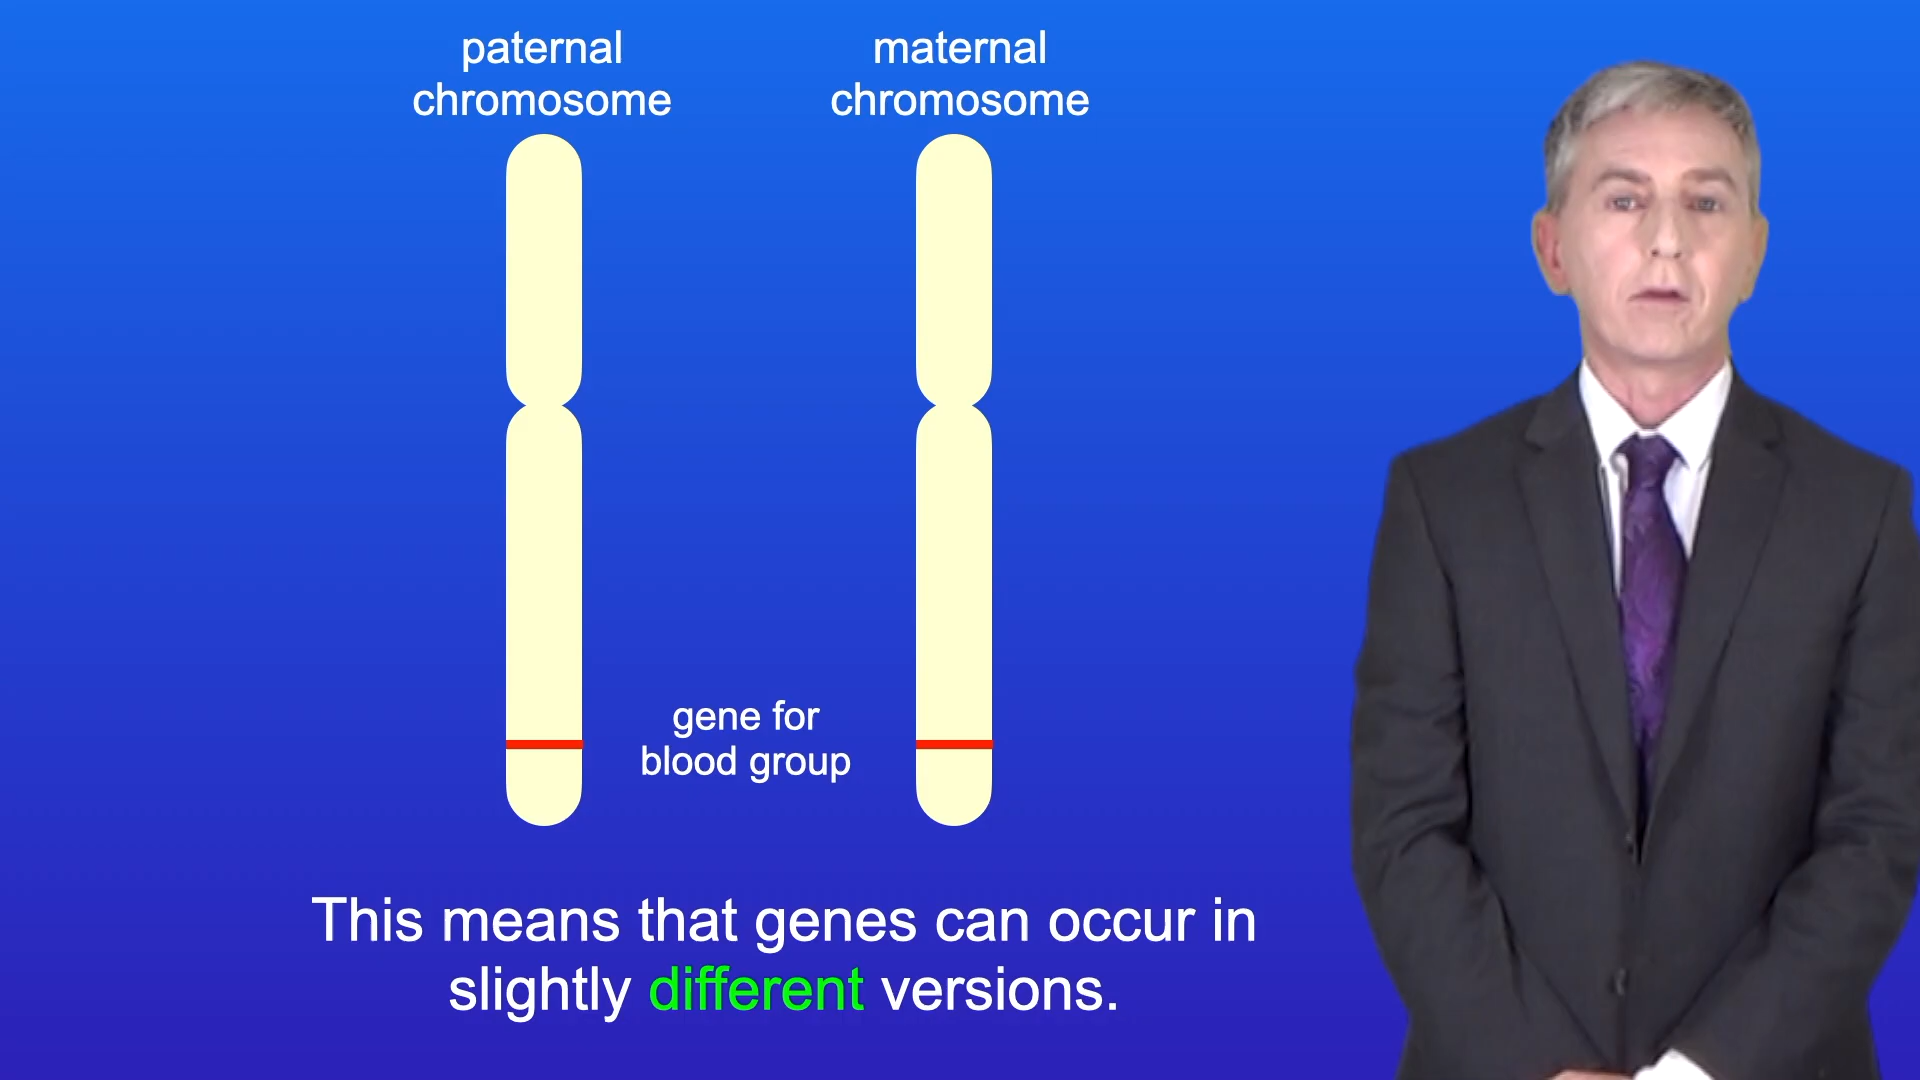 paternal
chromosome
maternal
chromosome
gene for
blood group
This means that genes can occur in
slightly different versions.